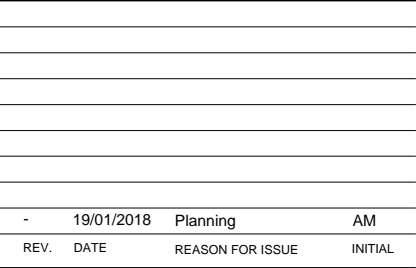 - 19/01/2018 Planning AM
REV. DATE REASON FOR ISSUE INITIAL